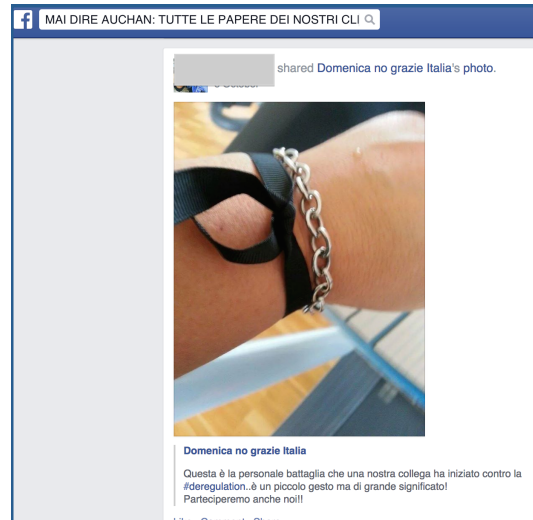 MAI DIRE AUCHAN: TUTTE LE PAPERE DEI NOSTRI CLI
shared Domenica no grazie Italia's photo.
Domenica no grazie Italia
Questa è la personale battaglia che una nostra collega ha iniziato contro la
#deregulation..è un piccolo gesto ma di grande significato!
Parteciperemo anche noi!!